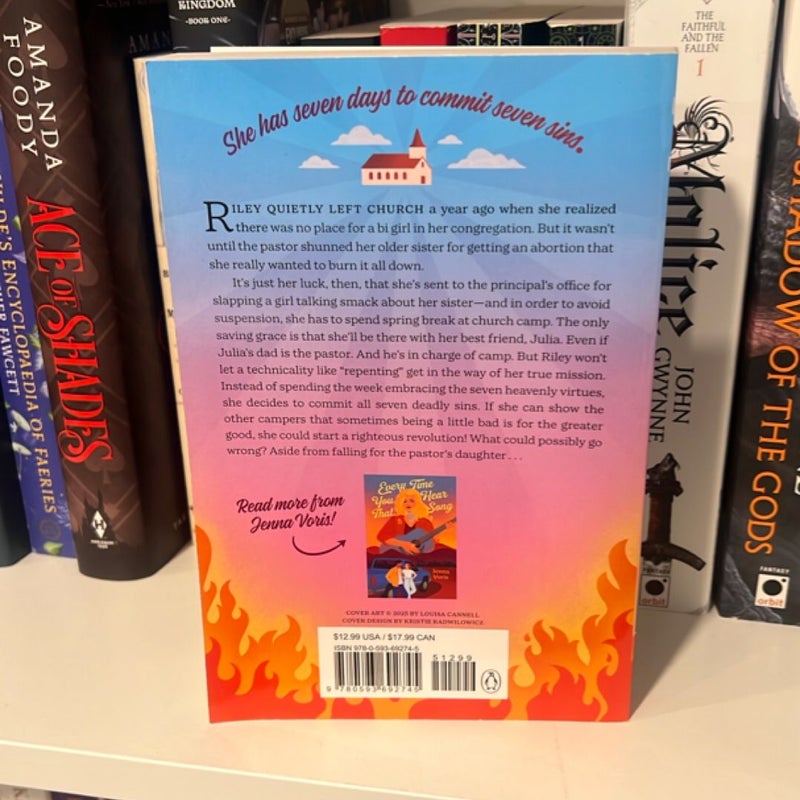 She has seven days to commit seven sins.
RILEY QUIETLY LEFT CHURCH a year ago when she realized
there was no place for a bi girl in her congregation. But it wasn't
until the pastor shunned her older sister for getting an abortion that
she really wanted to burn it all down.
It's just her luck, then, that she's sent to the principal's office for
slapping a girl talking smack about her sister—and in order to avoid
suspension, she has to spend spring break at church camp. The only
saving grace is that she'll be there with her best friend, Julia. Even if
Julia's dad is the pastor. And he's in charge of camp. But Riley won't
let a technicality like "repenting" get in the way of her true mission.
Instead of spending the week embracing the seven heavenly virtues,
she decides to commit all seven deadly sins. If she can show the
other campers that sometimes being a little bad is for the greater
good, she could start a righteous revolution! What could possibly go
wrong? Aside from falling for the pastor's daughter . . .
Read more from
Jenna Voris!
Every Time
You Hear
That Song
Jenna
Voris
COVER ART © 2025 BY LOUISA CANNELL
COVER DESIGN BY KRISTIE RADWILOWICZ
$12.99 USA / $17.99 CAN
ISBN 978-0-593-69274-5
51299
9 780593 692745
KINGDOM
-BOOK ONE-
AMANDA
FOODY
ACE OF SHADES
ENCYCLOPAEDIA OF FAERIES
FAWCETT
THE
FAITHFUL
AND THE
FALLEN
1
Malice
JOHN
GWYNNE
orbit
SHADOW OF THE GODS
FANTASY
orbit